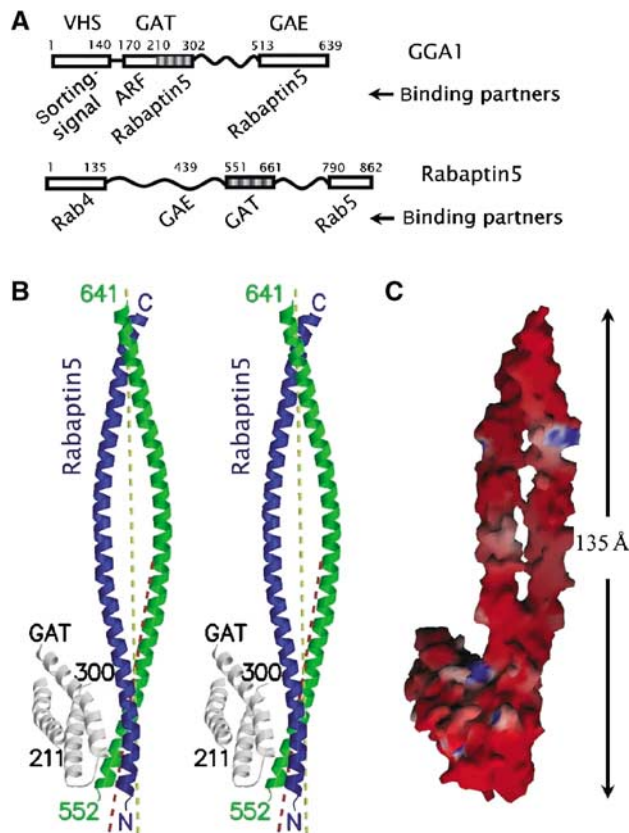 A
VHS GAT GAE
1 140 170 210 302 513 639
GGA1
Sorting-
signal
ARF
Rabaptin5
Rabaptin5
← Binding partners
1 135 439 551 661 790 862
Rabaptin5
Rab4
GAE
GAT
Rab5
← Binding partners
B
641
C
Rabaptin5
GAT
300
211
552
N
641
C
Rabaptin5
GAT
300
211
552
N
C
135 Å